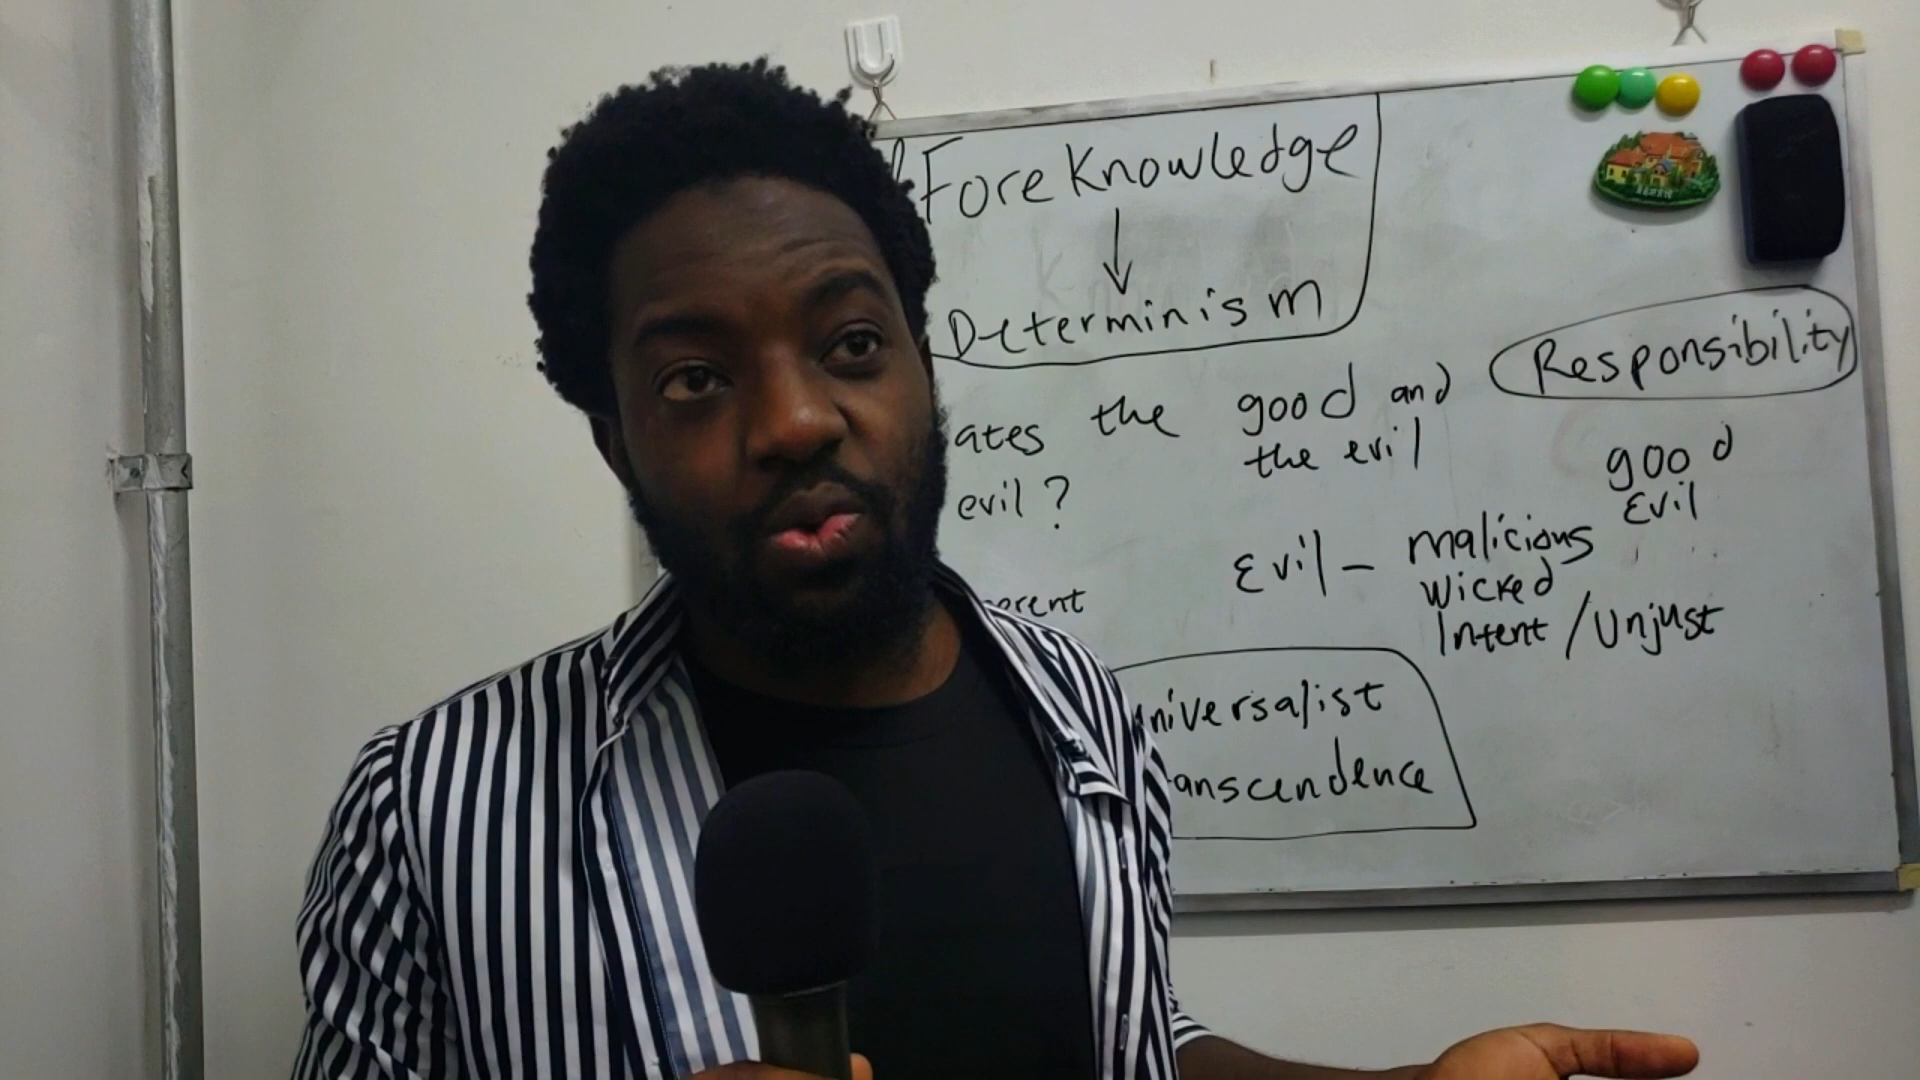 ForeKnowledge
↓
Determinism
Responsibility
ates the good and
the evil
evil ?
good
Evil
Evil – malicious
wicked
Intent / Unjust
erent
niversalist
anscendence